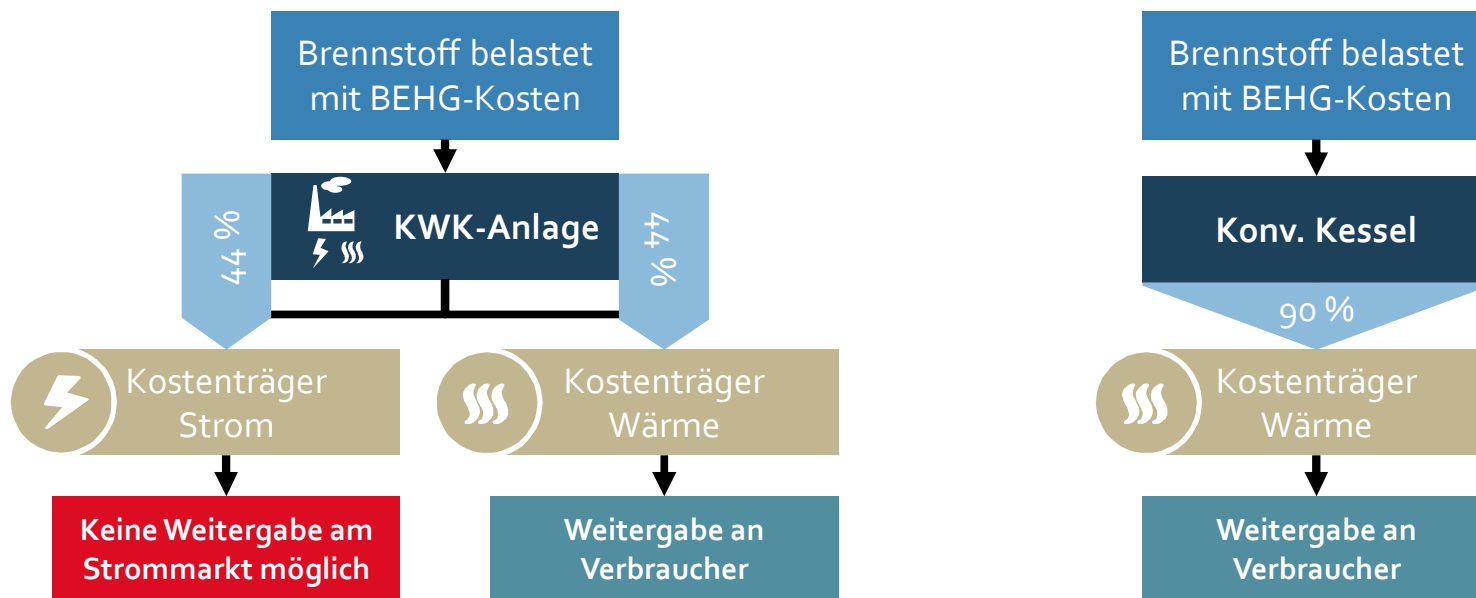 Brennstoff belastet
mit BEHG-Kosten
KWK-Anlage
44 %
44 %
Kostenträger
Strom
Kostenträger
Wärme
Keine Weitergabe am
Strommarkt möglich
Weitergabe an
Verbraucher
Brennstoff belastet
mit BEHG-Kosten
Konv. Kessel
90 %
Kostenträger
Wärme
Weitergabe an
Verbraucher